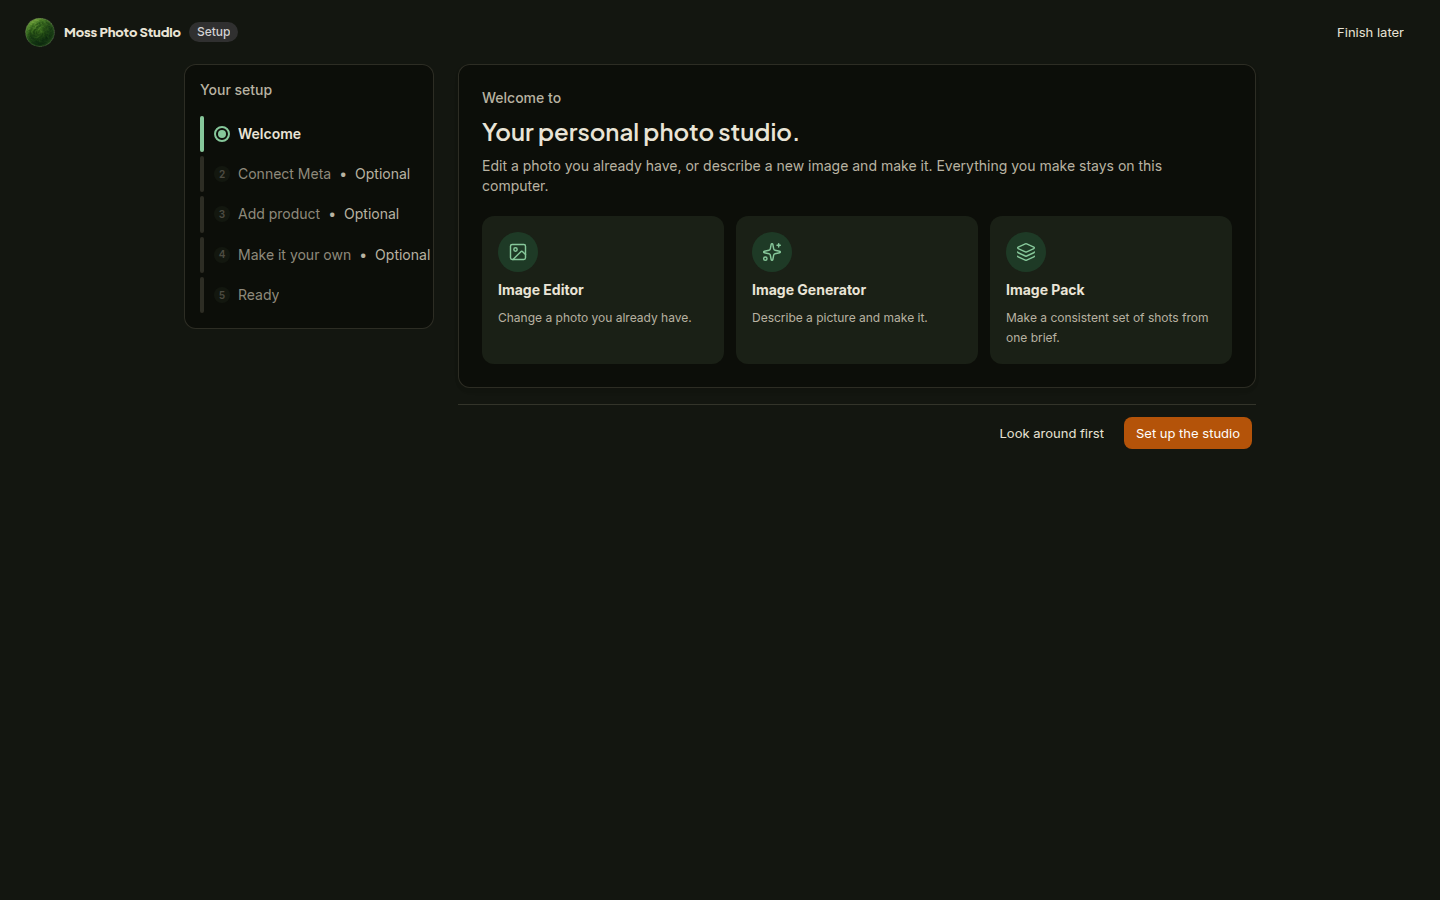 Moss Photo Studio
Setup
Finish later
Your setup
Welcome
2 Connect Meta • Optional
3 Add product • Optional
4 Make it your own • Optional
5 Ready
Welcome to
Your personal photo studio.
Edit a photo you already have, or describe a new image and make it. Everything you make stays on this
computer.
Image Editor
Change a photo you already have.
Image Generator
Describe a picture and make it.
Image Pack
Make a consistent set of shots from
one brief.
Look around first
Set up the studio